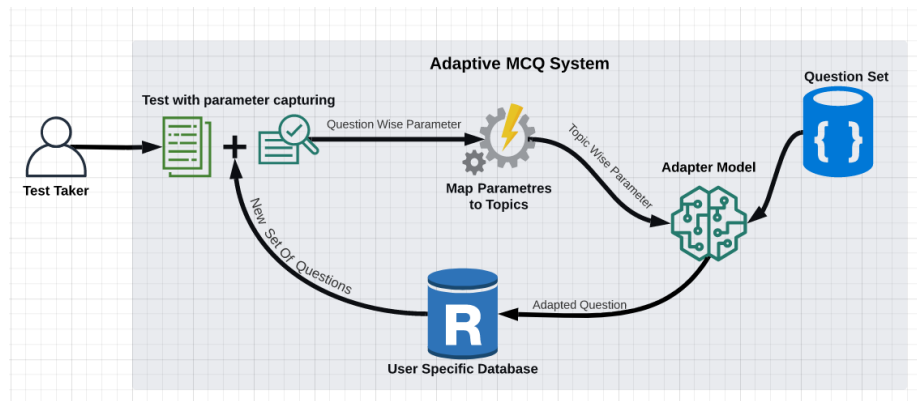 Adaptive MCQ System
Question Set
Test with parameter capturing
Question Wise Parameter
Topic Wise Parameter
Adapter Model
Test Taker
Map Parametres
to Topics
{ }
New Set Of Questions
Adapted Question
R
User Specific Database